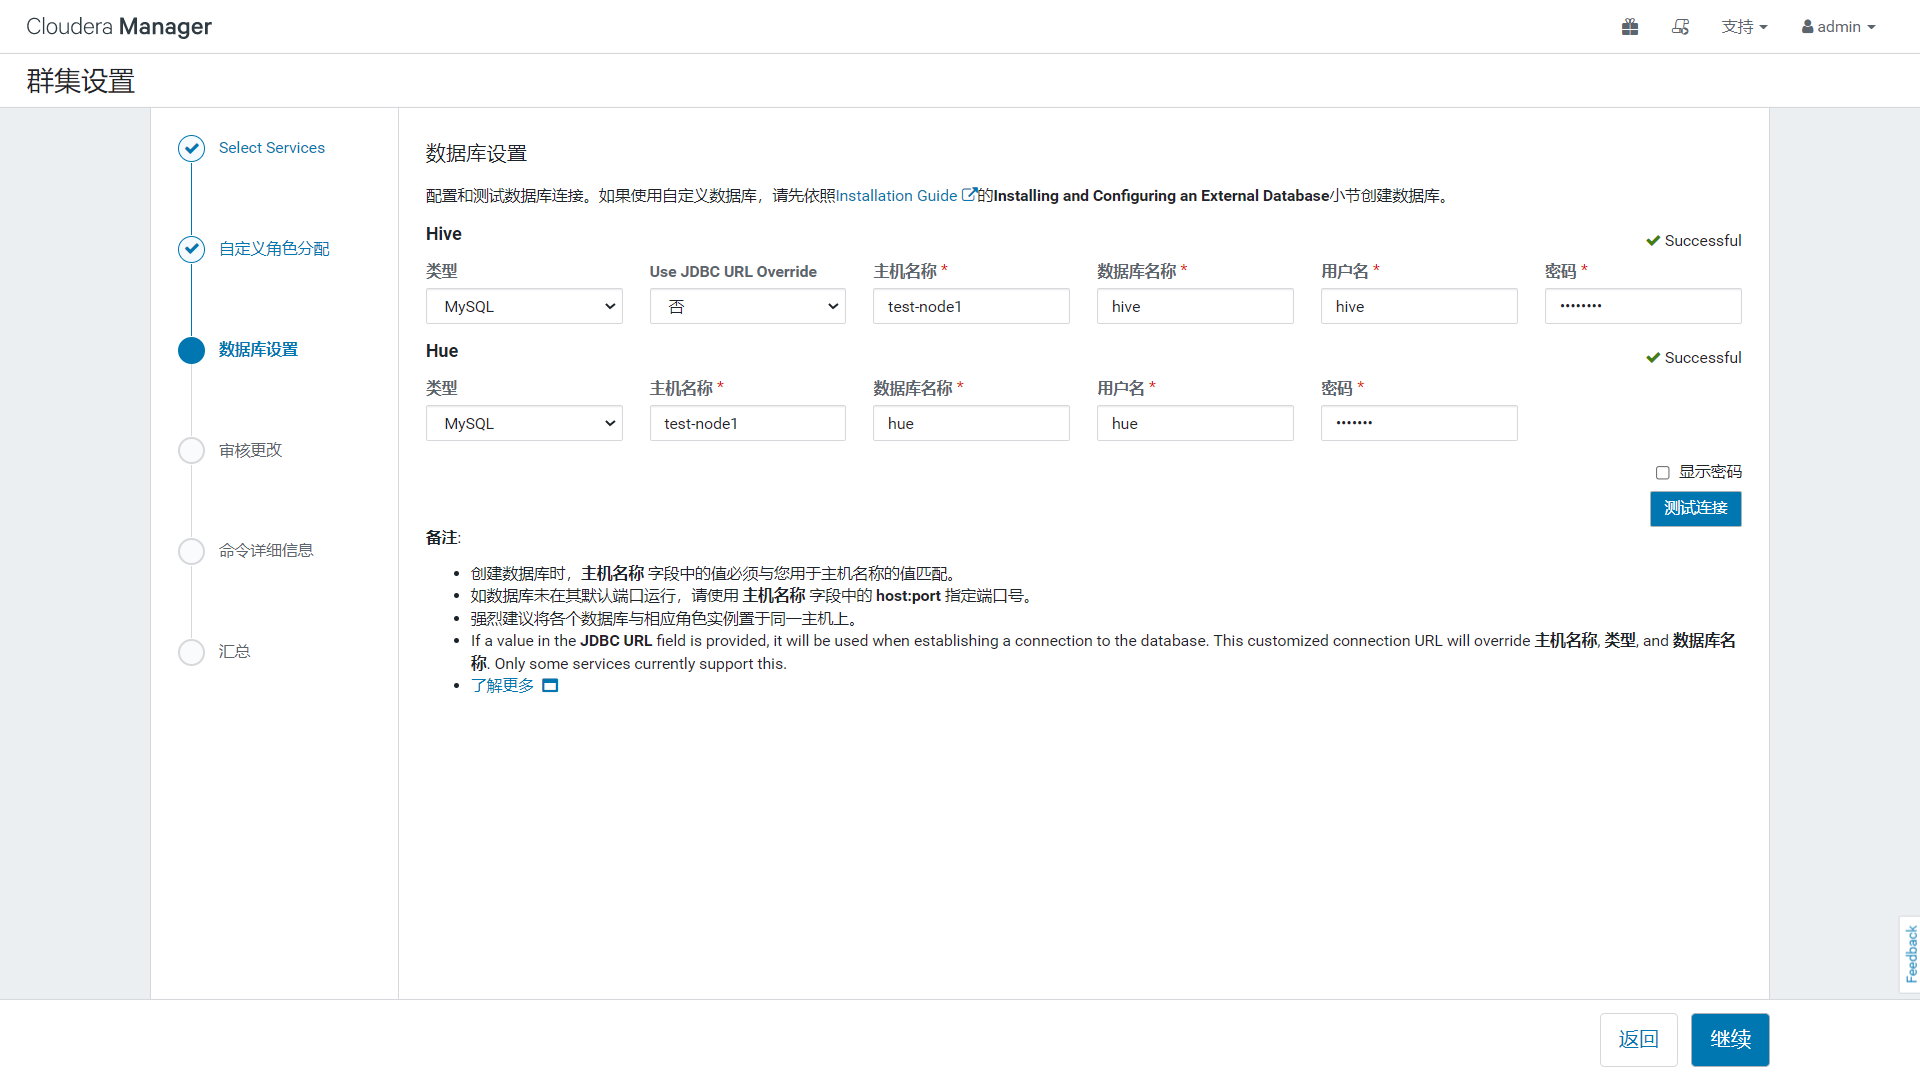 Cloudera Manager
支持
admin
群集设置
Select Services
自定义角色分配
数据库设置
审核更改
命令详细信息
汇总
数据库设置
配置和测试数据库连接。如果使用自定义数据库，请先依照Installation Guide的Installing and Configuring an External Database小节创建数据库。
Hive
Successful
类型 Use JDBC URL Override 主机名称 * 数据库名称 * 用户名 * 密码 *
MySQL 否 test-node1 hive hive ••••••••
Hue
Successful
类型 主机名称 * 数据库名称 * 用户名 * 密码 *
MySQL test-node1 hue hue •••••••
显示密码
测试连接
备注:
• 创建数据库时，主机名称 字段中的值必须与您用于主机名称的值匹配。
• 如数据库未在其默认端口运行，请使用 主机名称 字段中的 host:port 指定端口号。
• 强烈建议将各个数据库与相应角色实例置于同一主机上。
• If a value in the JDBC URL field is provided, it will be used when establishing a connection to the database. This customized connection URL will override 主机名称, 类型, and 数据库名
称. Only some services currently support this.
• 了解更多
Feedback
返回
继续